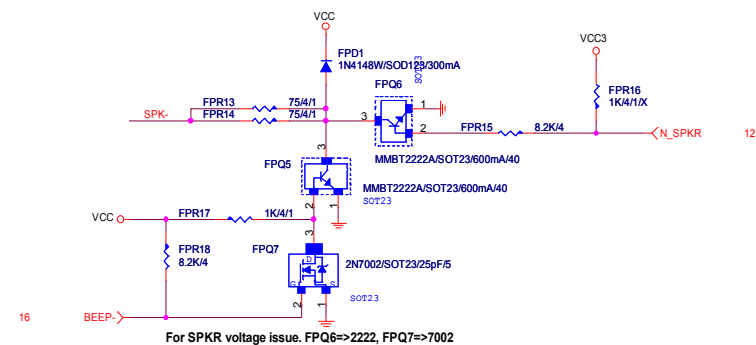 VCC
FPD1
1N4148W/SOD123/300mA
FPQ6
SOT23
VCC3
FPR16
1K/4/1/X
FPR13 75/4/1
SPK-
FPR14 75/4/1
3
1
2
FPR15 8.2K/4
N_SPKR 12
MMBT2222A/SOT23/600mA/40
3
FPQ5
MMBT2222A/SOT23/600mA/40
SOT23
2 1
VCC FPR17 1K/4/1
3
FPR18
8.2K/4
FPQ7
D
2N7002/SOT23/25pF/5
G S
SOT23
2 1
16 BEEP-
For SPKR voltage issue. FPQ6=>2222, FPQ7=>7002